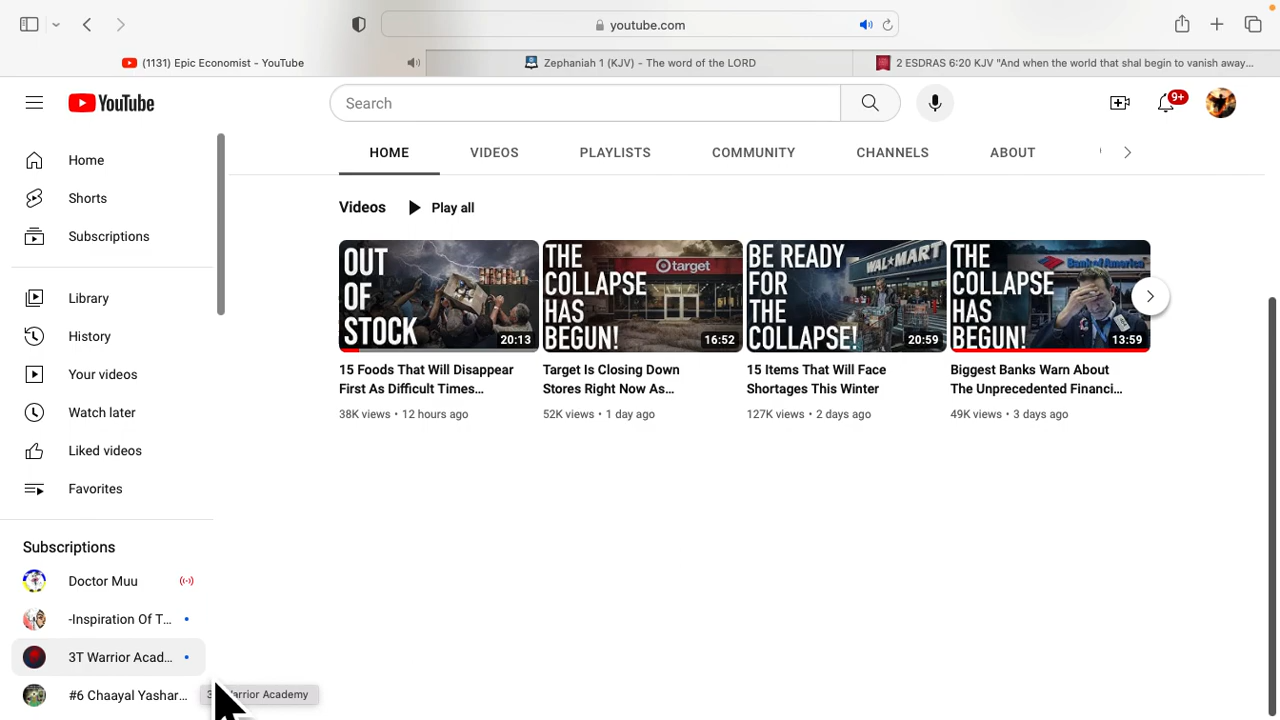 youtube.com
(1131) Epic Economist - YouTube
Zephaniah 1 (KJV) - The word of the LORD
2 ESDRAS 6:20 KJV "And when the world that shal begin to vanish away...
YouTube
Search
9+
Home
Shorts
Subscriptions
Library
History
Your videos
Watch later
Liked videos
Favorites
Subscriptions
Doctor Muu
-Inspiration Of T...
3T Warrior Acad...
#6 Chaayal Yashar...
Warrior Academy
HOME VIDEOS PLAYLISTS COMMUNITY CHANNELS ABOUT
Videos Play all
OUT
OF
STOCK
20:13
15 Foods That Will Disappear
First As Difficult Times...
38K views • 12 hours ago
THE
COLLAPSE
HAS
BEGUN!
target
16:52
Target Is Closing Down
Stores Right Now As...
52K views • 1 day ago
BE READY
FOR
THE
COLLAPSE!
WAL★MART
20:59
15 Items That Will Face
Shortages This Winter
127K views • 2 days ago
THE
COLLAPSE
HAS
BEGUN!
Bank of America
13:59
Biggest Banks Warn About
The Unprecedented Financi...
49K views • 3 days ago